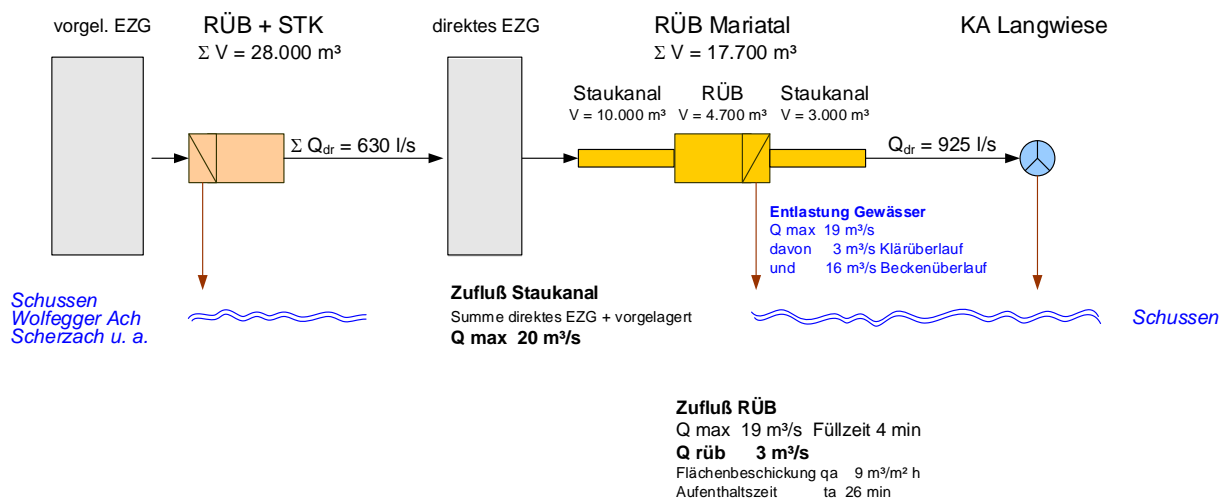 vorgel. EZG
RÜB + STK
Σ V = 28.000 m³
direktes EZG
RÜB Mariatal
Σ V = 17.700 m³
KA Langwiese
Staukanal
V = 10.000 m³
RÜB
V = 4.700 m³
Staukanal
V = 3.000 m³
Σ Qdr = 630 l/s
Qdr = 925 l/s
Entlastung Gewässer
Q max 19 m³/s
davon 3 m³/s Klärüberlauf
und 16 m³/s Beckenüberlauf
Schussen
Wolfegger Ach
Scherzach u. a.
Zufluß Staukanal
Summe direktes EZG + vorgelagert
Q max 20 m³/s
Schussen
Zufluß RÜB
Q max 19 m³/s Füllzeit 4 min
Q rüb 3 m³/s
Flächenbeschickung qa 9 m³/m² h
Aufenthaltszeit ta 26 min